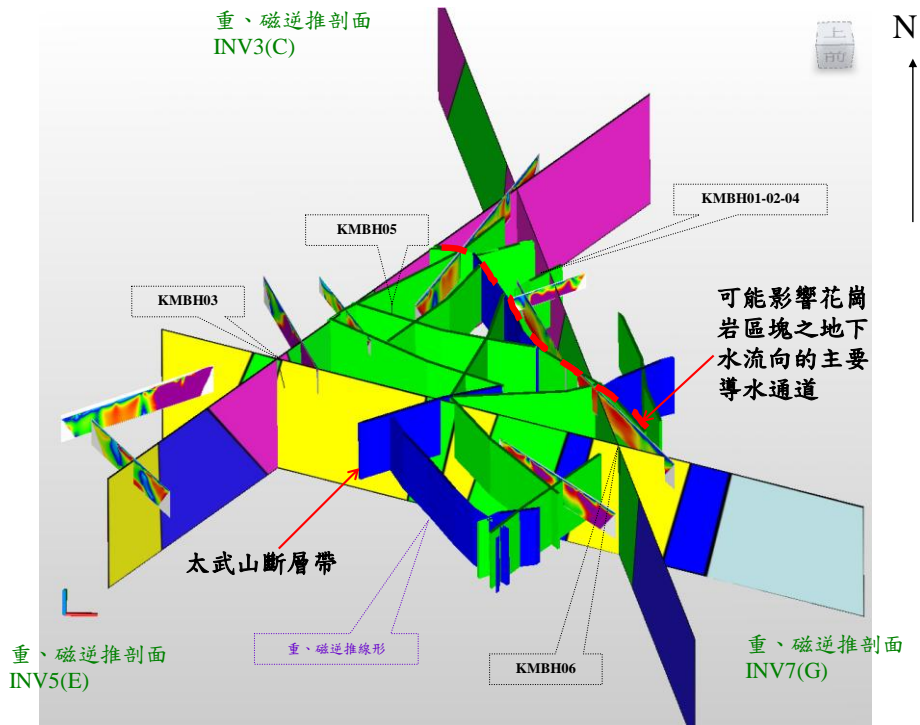 重、磁逆推剖面
INV3(C)
上
前
N
KMBH01-02-04
KMBH05
KMBH03
可能影響花崗
岩區塊之地下
水流向的主要
導水通道
太武山斷層帶
重、磁逆推線形
KMBH06
重、磁逆推剖面
INV5(E)
重、磁逆推剖面
INV7(G)